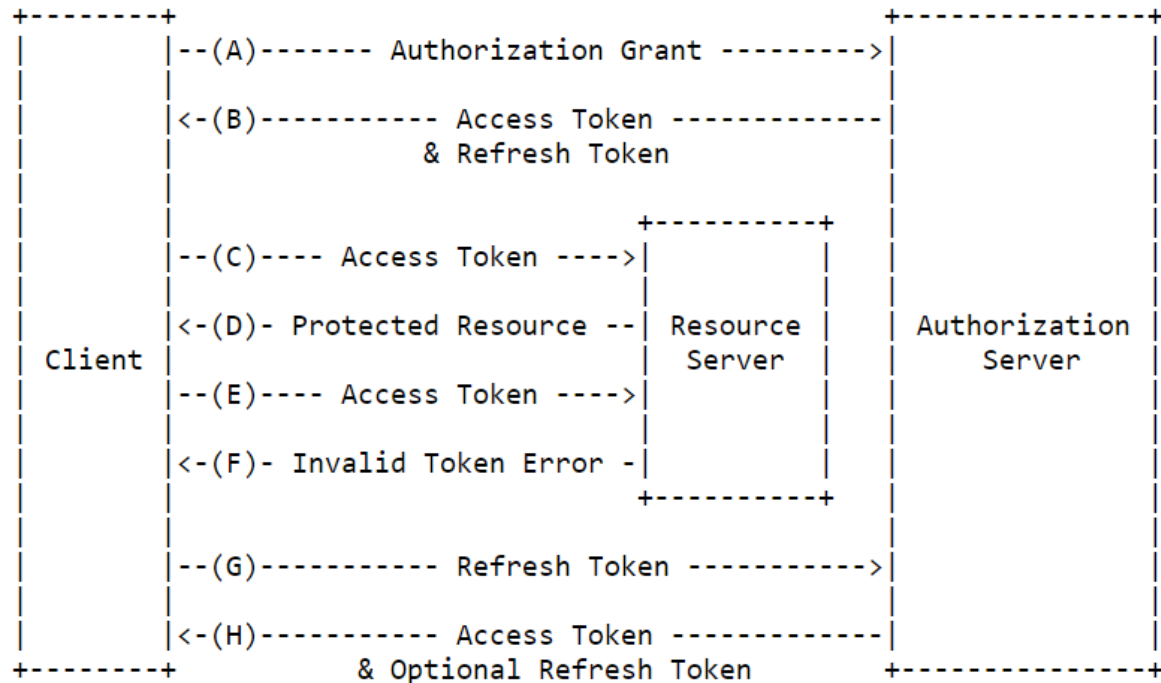 +--------+                                           +---------------+
|        |--(A)------- Authorization Grant --------->|               |
|        |                                           |               |
|        |<-(B)----------- Access Token -------------|               |
|        |               & Refresh Token             |               |
|        |                                           |               |
|        |                            +----------+   |               |
|        |--(C)---- Access Token ---->|          |   |               |
|        |                            |          |   |               |
|        |<-(D)- Protected Resource --| Resource |   | Authorization |
| Client |                            |  Server  |   |     Server    |
|        |--(E)---- Access Token ---->|          |   |               |
|        |                            |          |   |               |
|        |<-(F)- Invalid Token Error -|          |   |               |
|        |                            +----------+   |               |
|        |                                           |               |
|        |--(G)----------- Refresh Token ----------->|               |
|        |                                           |               |
|        |<-(H)----------- Access Token -------------|               |
+--------+           & Optional Refresh Token        +---------------+